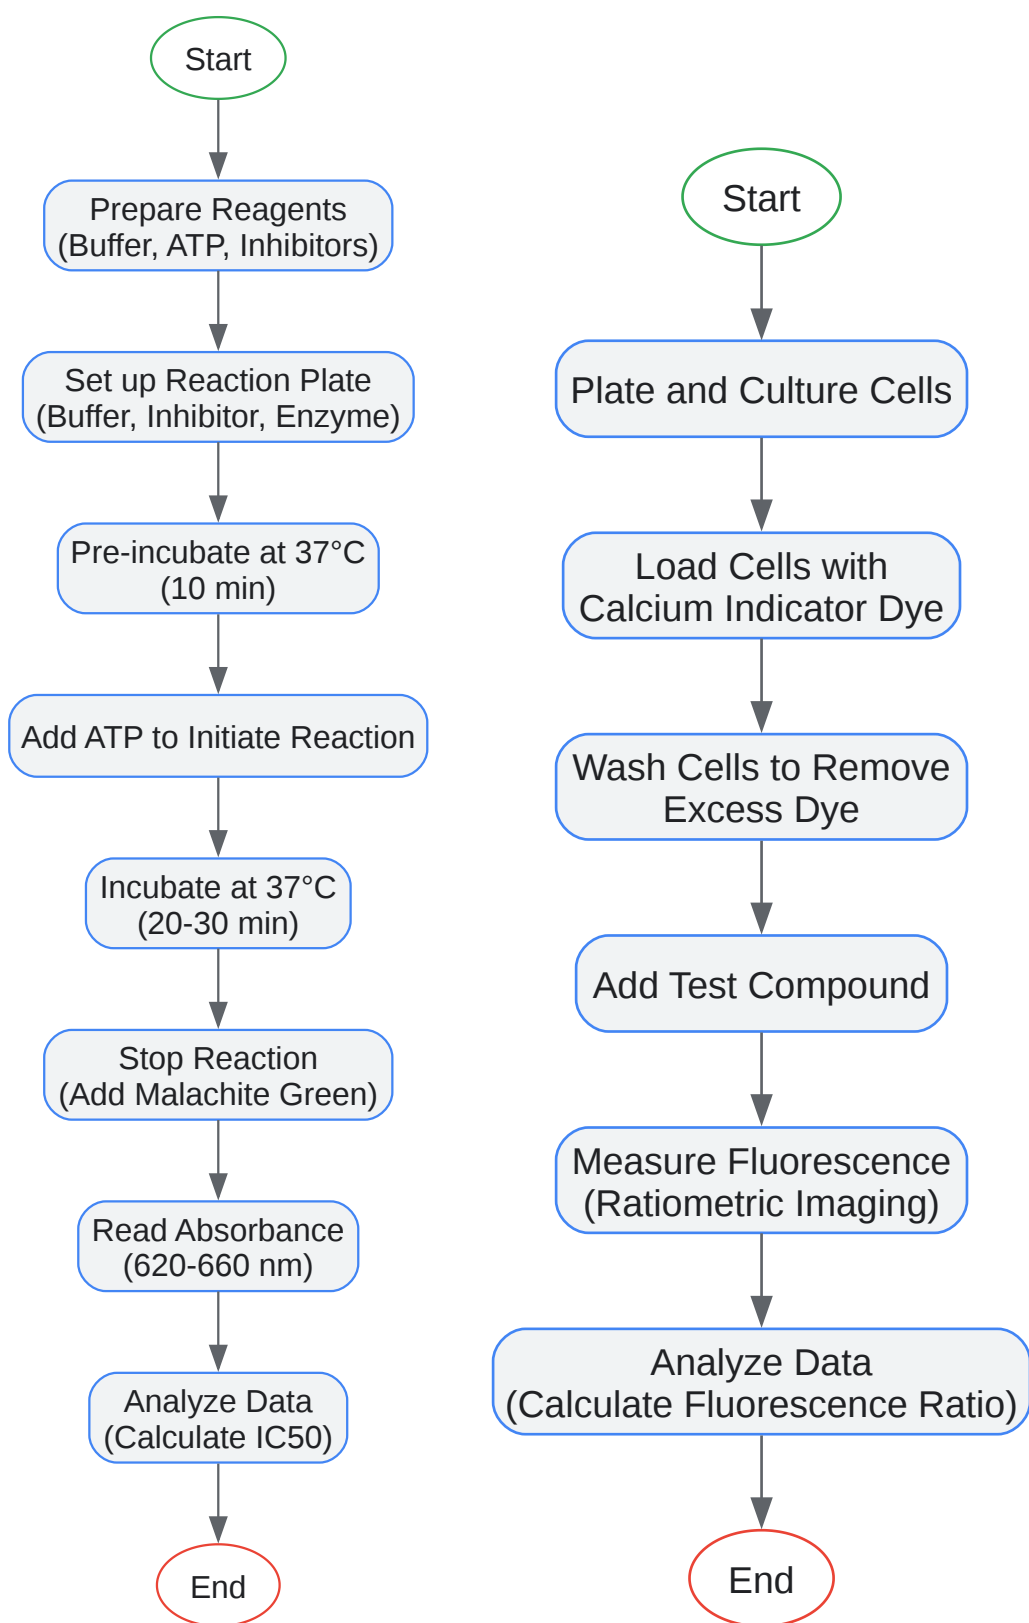 Start
Prepare Reagents
(Buffer, ATP, Inhibitors)
Set up Reaction Plate
(Buffer, Inhibitor, Enzyme)
Pre-incubate at 37°C
(10 min)
Add ATP to Initiate Reaction
Incubate at 37°C
(20-30 min)
Stop Reaction
(Add Malachite Green)
Read Absorbance
(620-660 nm)
Analyze Data
(Calculate IC50)
End
Start
Plate and Culture Cells
Load Cells with
Calcium Indicator Dye
Wash Cells to Remove
Excess Dye
Add Test Compound
Measure Fluorescence
(Ratiometric Imaging)
Analyze Data
(Calculate Fluorescence Ratio)
End